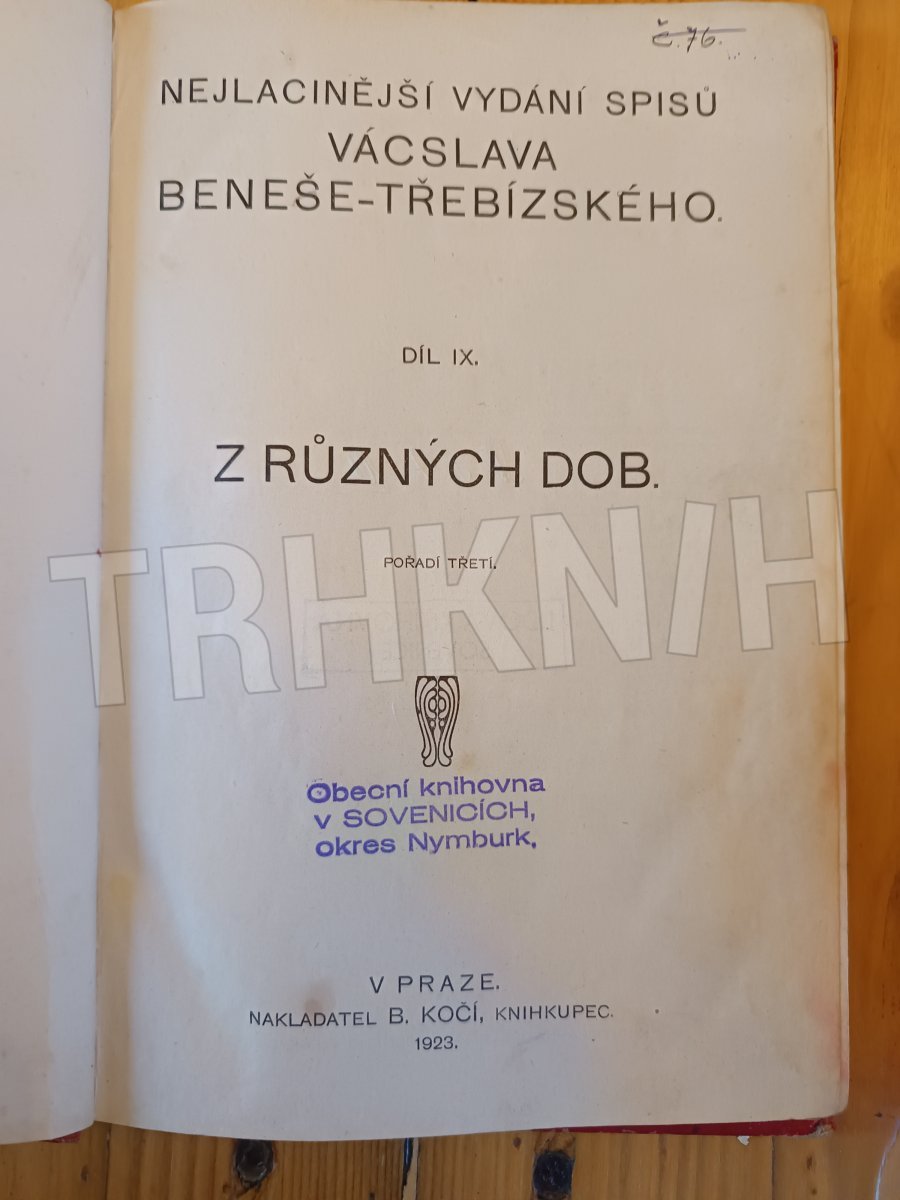 č. 76.
NEJLACINĚJŠÍ VYDÁNÍ SPISŮ
VÁCSLAVA
BENEŠE-TŘEBÍZSKÉHO.
DÍL IX.
Z RŮZNÝCH DOB.
TRHKNIH
POŘADÍ TŘETÍ.
Obecní knihovna
v SOVENICÍCH,
okres Nymburk.
V PRAZE.
NAKLADATEL B. KOČÍ, KNIHKUPEC.
1923.